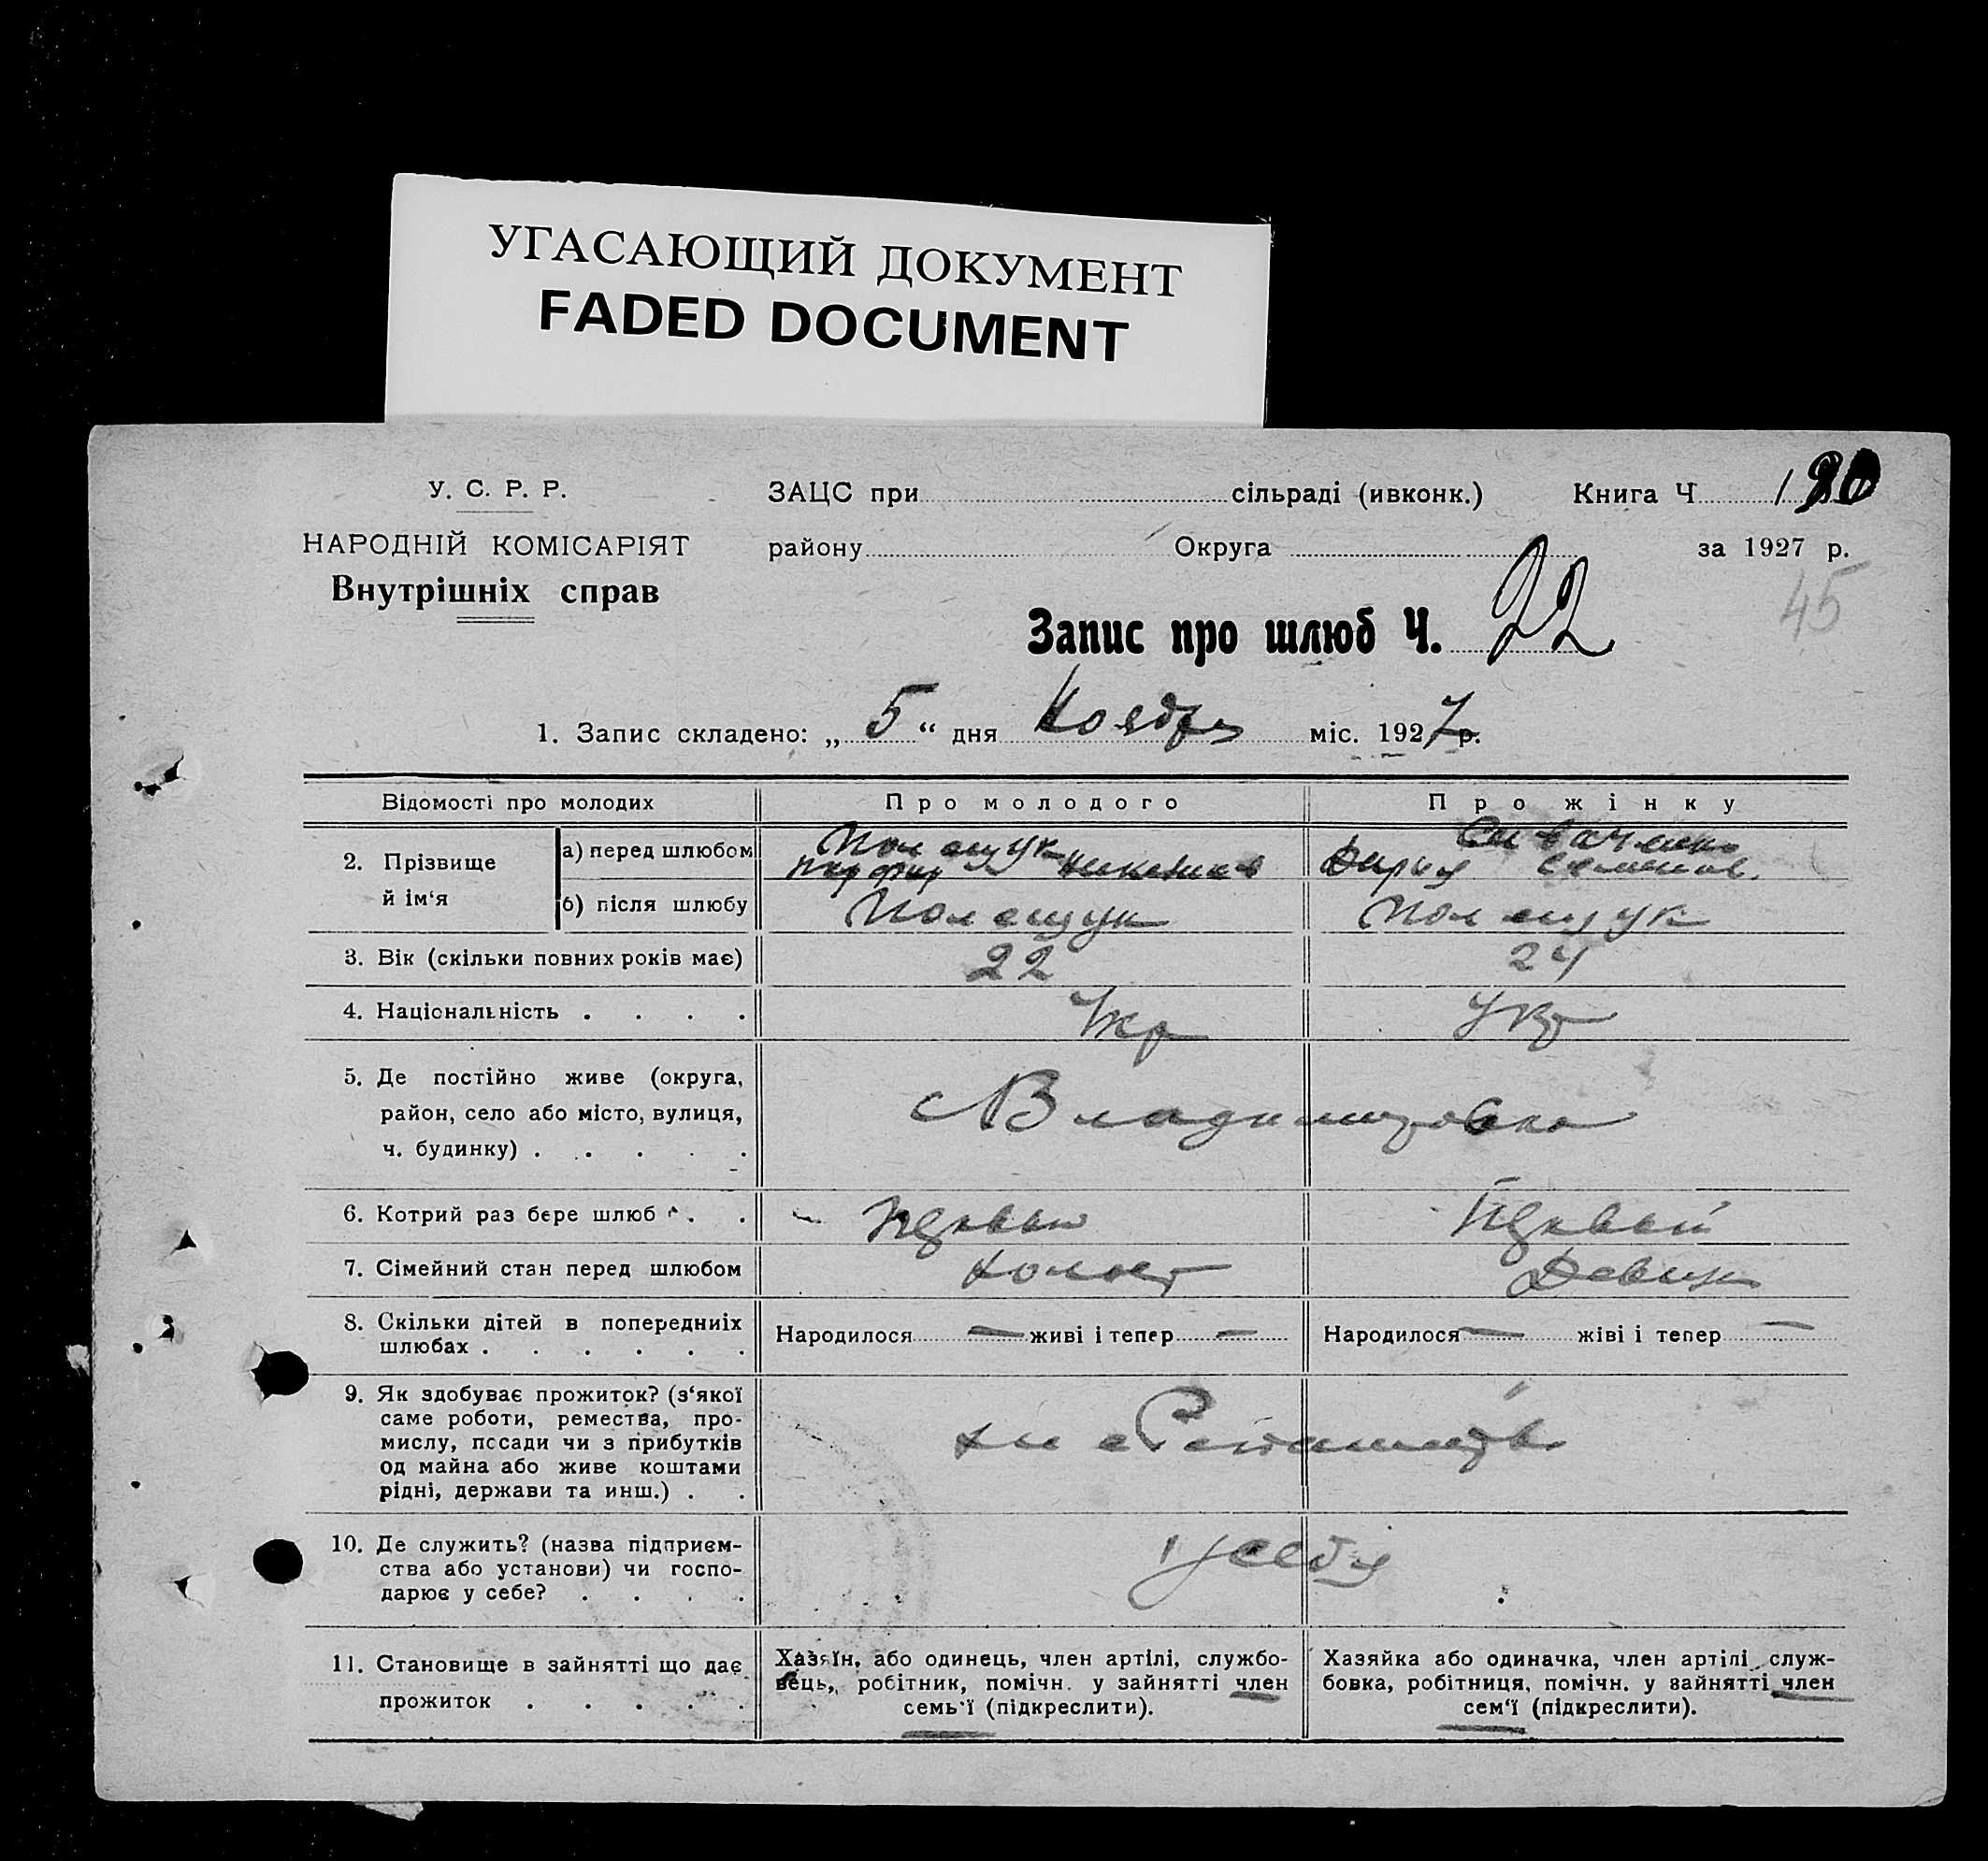 УГАСАЮЩИЙ ДОКУМЕНТ
FADED DOCUMENT
У. С. Р. Р.
НАРОДНІЙ КОМІСАРІЯТ
Внутрішніх справ
ЗАЦС при сільраді (ивконк.) Книга Ч
району Округа за 1927 р.
45
Запис про шлюб Ч. 22
1. Запис складено: „ 5 “ дня Ноября міс. 1927 р.
Відомості про молодих Про молодого Про жінку
2. Прізвище й ім‘я
а) перед шлюбом Полещук Порфир Сиваченко Дария Семенов.
б) після шлюбу Полещук Полещук
3. Вік (скільки повних років має) 22 24
4. Національність . . . . Укр Укр
5. Де постійно живе (округа,
район, село або місто, вулиця,
ч. будинку) . . . . .
Владимировка
6. Котрий раз бере шлюб . . Первый Первый
7. Сімейний стан перед шлюбом холост Девиц
8. Скільки дітей в попередниіх
шлюбах . . . . . .
Народилося — живі і тепер — Народилося — жіві і тепер —
9. Як здобуває прожиток? (з‘якої
саме роботи, ремества, про-
мислу, посади чи з прибутків
од майна або живе коштами
рідні, держави та инш.) . .
10. Де служить? (назва підприєм-
ства або установи) чи госпо-
дарює у себе? . . . .
у себя
11. Становище в зайнятті що дає
прожиток . . . . .
Хазяїн, або одинець, член артілі, службо-
вець, робітник, помічн. у зайнятті член
семь‘ї (підкреслити).
Хазяйка або одиначка, член артілі, служ-
бовка, робітниця, помічн. у зайнятті член
сем‘ї (підкреслити).